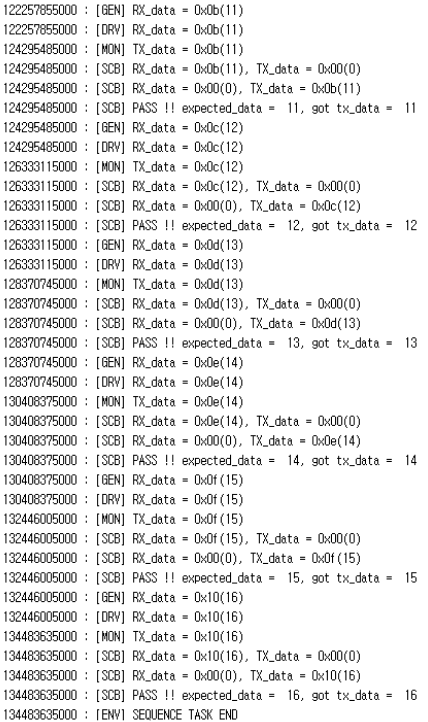 122257855000 : [GEN] RX_data = 0x0b(11)
122257855000 : [DRV] RX_data = 0x0b(11)
124295485000 : [MON] TX_data = 0x0b(11)
124295485000 : [SCB] RX_data = 0x0b(11), TX_data = 0x00(0)
124295485000 : [SCB] RX_data = 0x00(0), TX_data = 0x0b(11)
124295485000 : [SCB] PASS !! expected_data =  11, got tx_data =  11
124295485000 : [GEN] RX_data = 0x0c(12)
124295485000 : [DRV] RX_data = 0x0c(12)
126333115000 : [MON] TX_data = 0x0c(12)
126333115000 : [SCB] RX_data = 0x0c(12), TX_data = 0x00(0)
126333115000 : [SCB] RX_data = 0x00(0), TX_data = 0x0c(12)
126333115000 : [SCB] PASS !! expected_data =  12, got tx_data =  12
126333115000 : [GEN] RX_data = 0x0d(13)
126333115000 : [DRV] RX_data = 0x0d(13)
128370745000 : [MON] TX_data = 0x0d(13)
128370745000 : [SCB] RX_data = 0x0d(13), TX_data = 0x00(0)
128370745000 : [SCB] RX_data = 0x00(0), TX_data = 0x0d(13)
128370745000 : [SCB] PASS !! expected_data =  13, got tx_data =  13
128370745000 : [GEN] RX_data = 0x0e(14)
128370745000 : [DRV] RX_data = 0x0e(14)
130408375000 : [MON] TX_data = 0x0e(14)
130408375000 : [SCB] RX_data = 0x0e(14), TX_data = 0x00(0)
130408375000 : [SCB] RX_data = 0x00(0), TX_data = 0x0e(14)
130408375000 : [SCB] PASS !! expected_data =  14, got tx_data =  14
130408375000 : [GEN] RX_data = 0x0f(15)
130408375000 : [DRV] RX_data = 0x0f(15)
132446005000 : [MON] TX_data = 0x0f(15)
132446005000 : [SCB] RX_data = 0x0f(15), TX_data = 0x00(0)
132446005000 : [SCB] RX_data = 0x00(0), TX_data = 0x0f(15)
132446005000 : [SCB] PASS !! expected_data =  15, got tx_data =  15
132446005000 : [GEN] RX_data = 0x10(16)
132446005000 : [DRV] RX_data = 0x10(16)
134483635000 : [MON] TX_data = 0x10(16)
134483635000 : [SCB] RX_data = 0x10(16), TX_data = 0x00(0)
134483635000 : [SCB] RX_data = 0x00(0), TX_data = 0x10(16)
134483635000 : [SCB] PASS !! expected_data =  16, got tx_data =  16
134483635000 : [ENV] SEQUENCE TASK END